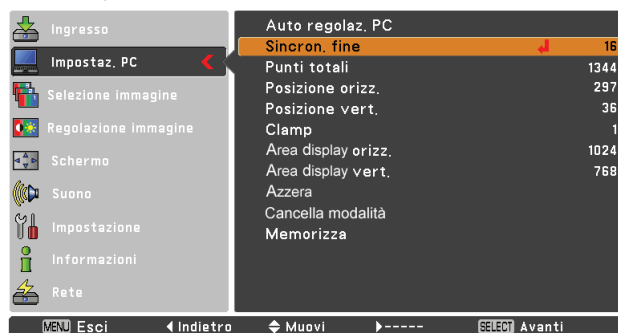 Ingresso
Impostaz. PC
Selezione immagine
Regolazione immagine
Schermo
Suono
Impostazione
Informazioni
Rete
Auto regolaz. PC
Sincron. fine 16
Punti totali 1344
Posizione orizz. 297
Posizione vert. 36
Clamp 1
Area display orizz. 1024
Area display vert. 768
Azzera
Cancella modalità
Memorizza
MENU Esci Indietro Muovi ----- SELECT Avanti